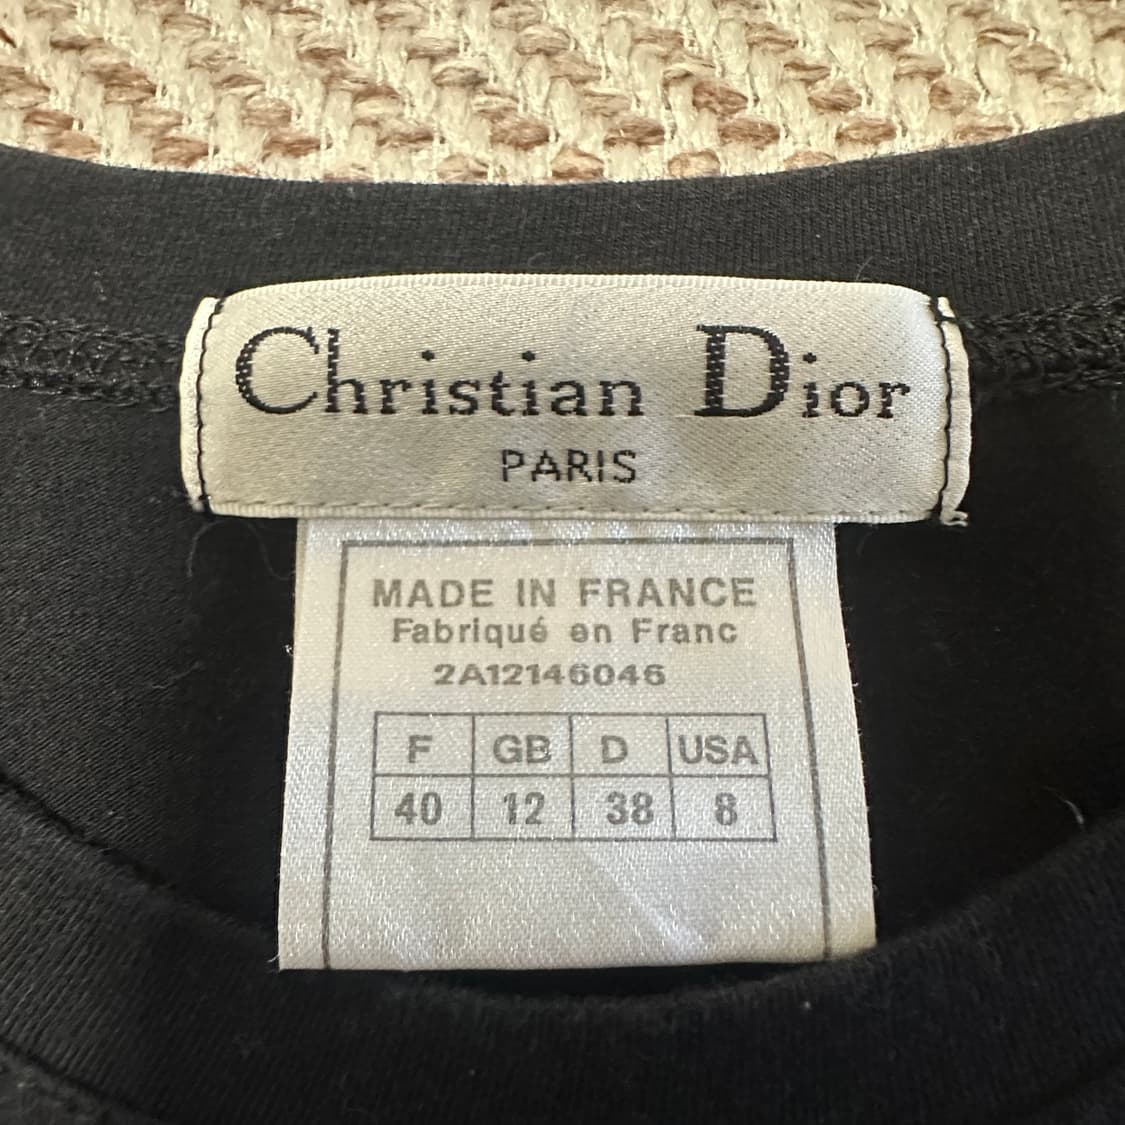 Christian Dior
PARIS
MADE IN FRANCE
Fabriqué en Franc
2A12146046
F GB D USA
40 12 38 8